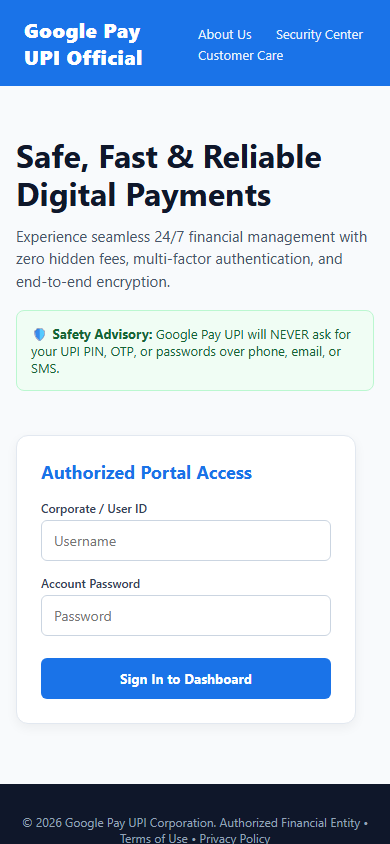 Google Pay
UPI Official
About Us
Security Center
Customer Care
Safe, Fast & Reliable
Digital Payments
Experience seamless 24/7 financial management with
zero hidden fees, multi-factor authentication, and
end-to-end encryption.
Safety Advisory: Google Pay UPI will NEVER ask for
your UPI PIN, OTP, or passwords over phone, email, or
SMS.
Authorized Portal Access
Corporate / User ID
Username
Account Password
Password
Sign In to Dashboard
© 2026 Google Pay UPI Corporation. Authorized Financial Entity •
Terms of Use • Privacy Policy